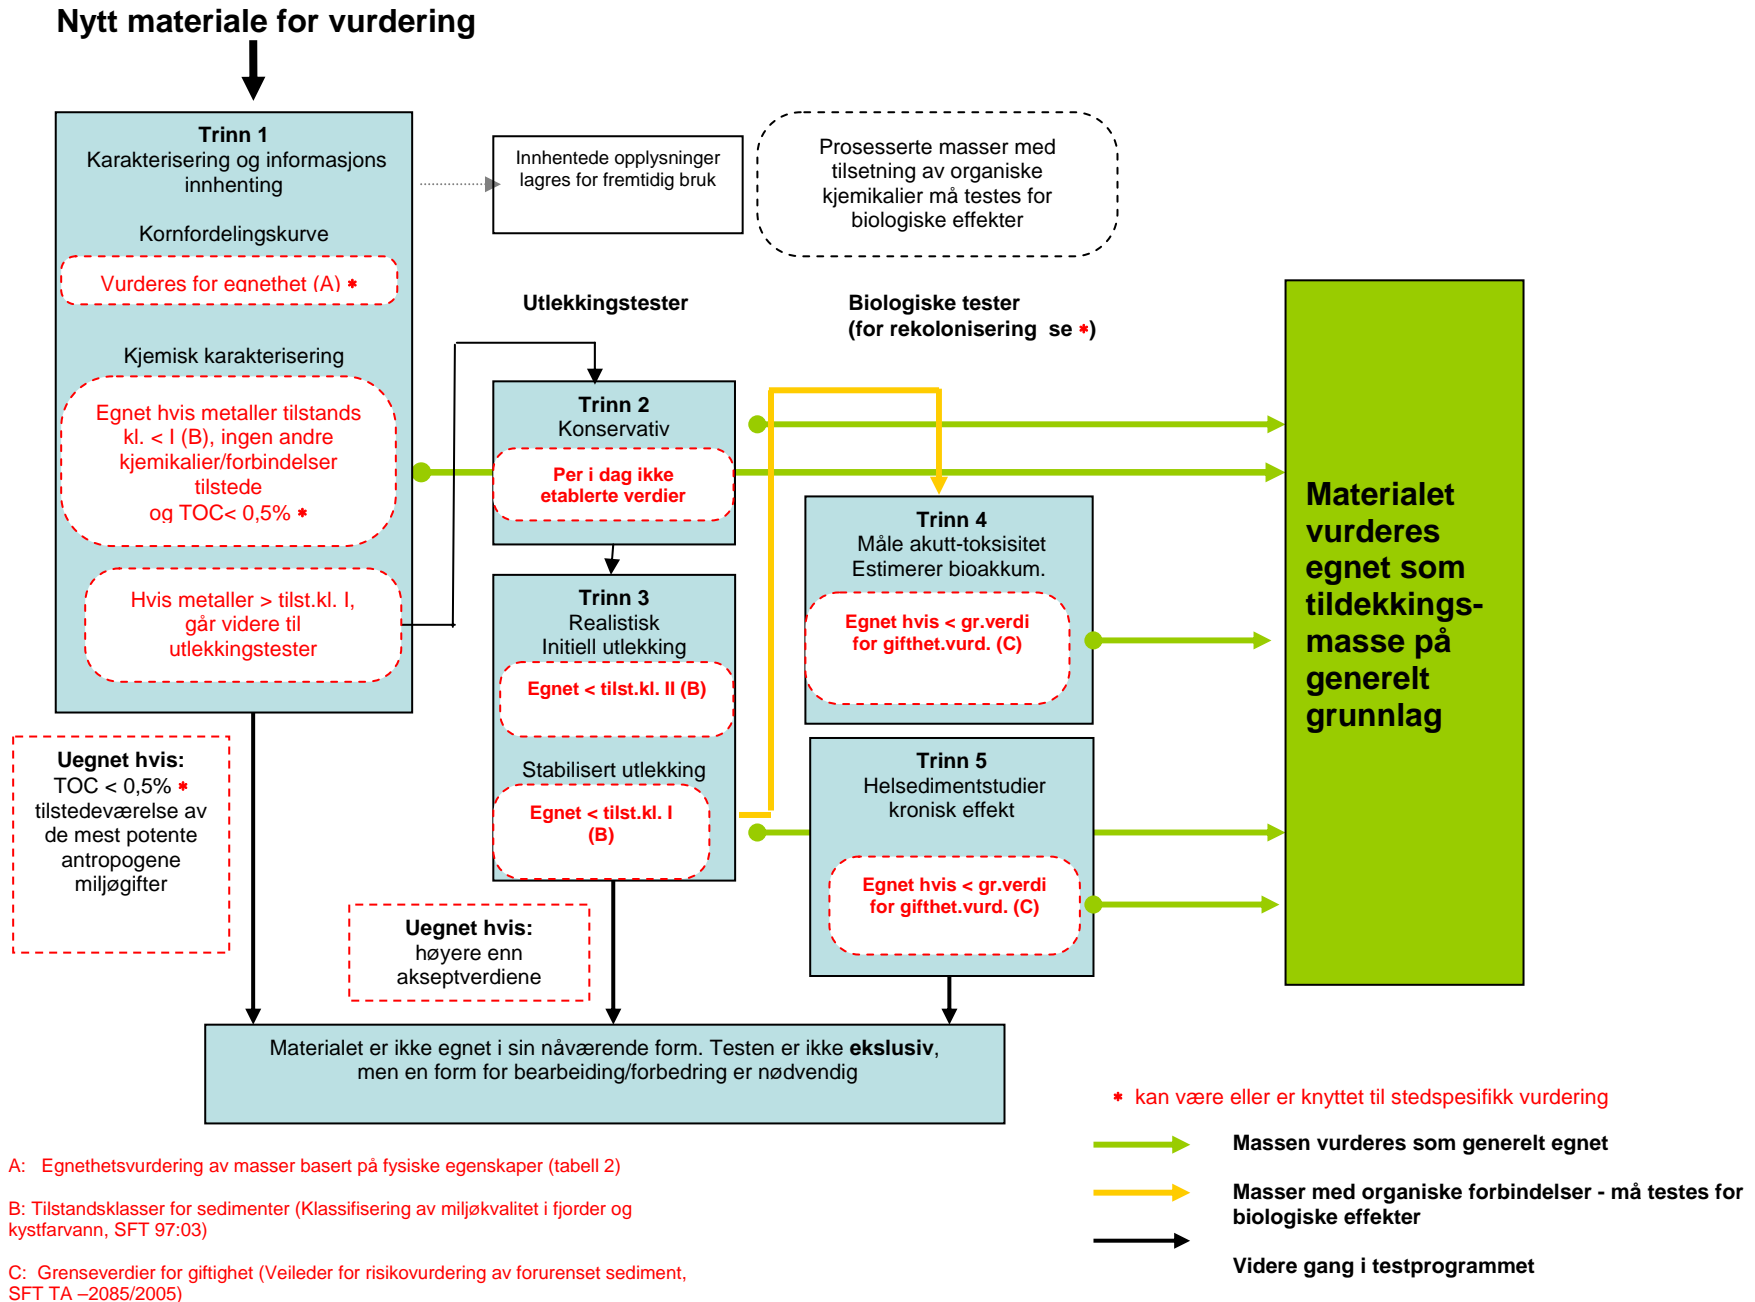 Nytt materiale for vurdering
Trinn 1
Karakterisering og informasjons
innhenting
Kornfordelingskurve
Vurderes for egnethet (A) *
Kjemisk karakterisering
Egnet hvis metaller tilstands
kl. < I (B), ingen andre
kjemikalier/forbindelser
tilstede
og TOC< 0,5% *
Hvis metaller > tilst.kl. I,
går videre til
utlekkingstester
Innhentede opplysninger
lagres for fremtidig bruk
Prosesserte masser med
tilsetning av organiske
kjemikalier må testes for
biologiske effekter
Utlekkingstester
Biologiske tester
(for rekolonisering se *)
Trinn 2
Konservativ
Per i dag ikke
etablerte verdier
Trinn 3
Realistisk
Initiell utlekking
Egnet < tilst.kl. II (B)
Stabilisert utlekking
Egnet < tilst.kl. I
(B)
Trinn 4
Måle akutt-toksisitet
Estimerer bioakkum.
Egnet hvis < gr.verdi
for gifthet.vurd. (C)
Trinn 5
Helsedimentstudier
kronisk effekt
Egnet hvis < gr.verdi
for gifthet.vurd. (C)
Materialet
vurderes
egnet som
tildekkings-
masse på
generelt
grunnlag
Uegnet hvis:
TOC < 0,5% *
tilstedeværelse av
de mest potente
antropogene
miljøgifter
Uegnet hvis:
høyere enn
akseptverdiene
Materialet er ikke egnet i sin nåværende form. Testen er ikke ekslusiv,
men en form for bearbeiding/forbedring er nødvendig
* kan være eller er knyttet til stedspesifikk vurdering
Massen vurderes som generelt egnet
Masser med organiske forbindelser - må testes for
biologiske effekter
Videre gang i testprogrammet
A: Egnethetsvurdering av masser basert på fysiske egenskaper (tabell 2)
B: Tilstandsklasser for sedimenter (Klassifisering av miljøkvalitet i fjorder og
kystfarvann, SFT 97:03)
C: Grenseverdier for giftighet (Veileder for risikovurdering av forurenset sediment,
SFT TA –2085/2005)